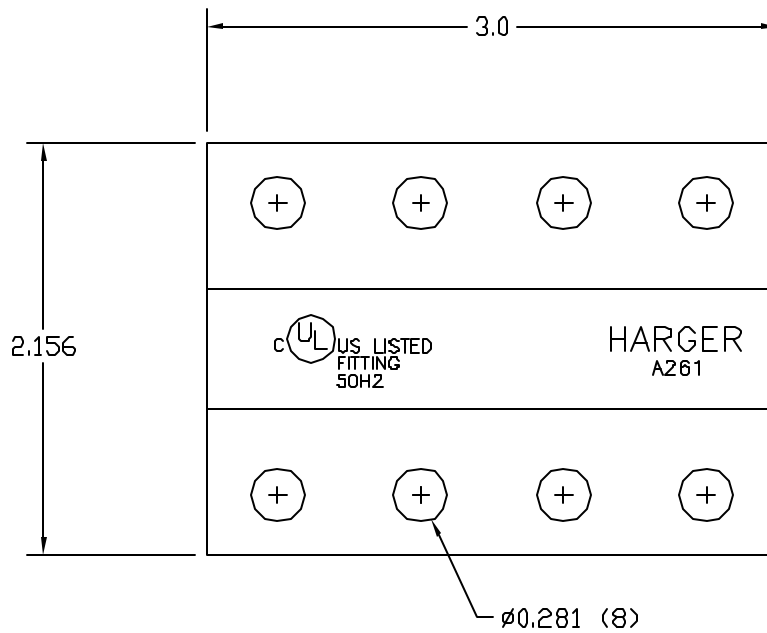 3.0
2.156
C UL US LISTED
FITTING
50H2
HARGER
A261
ø0.281 (8)